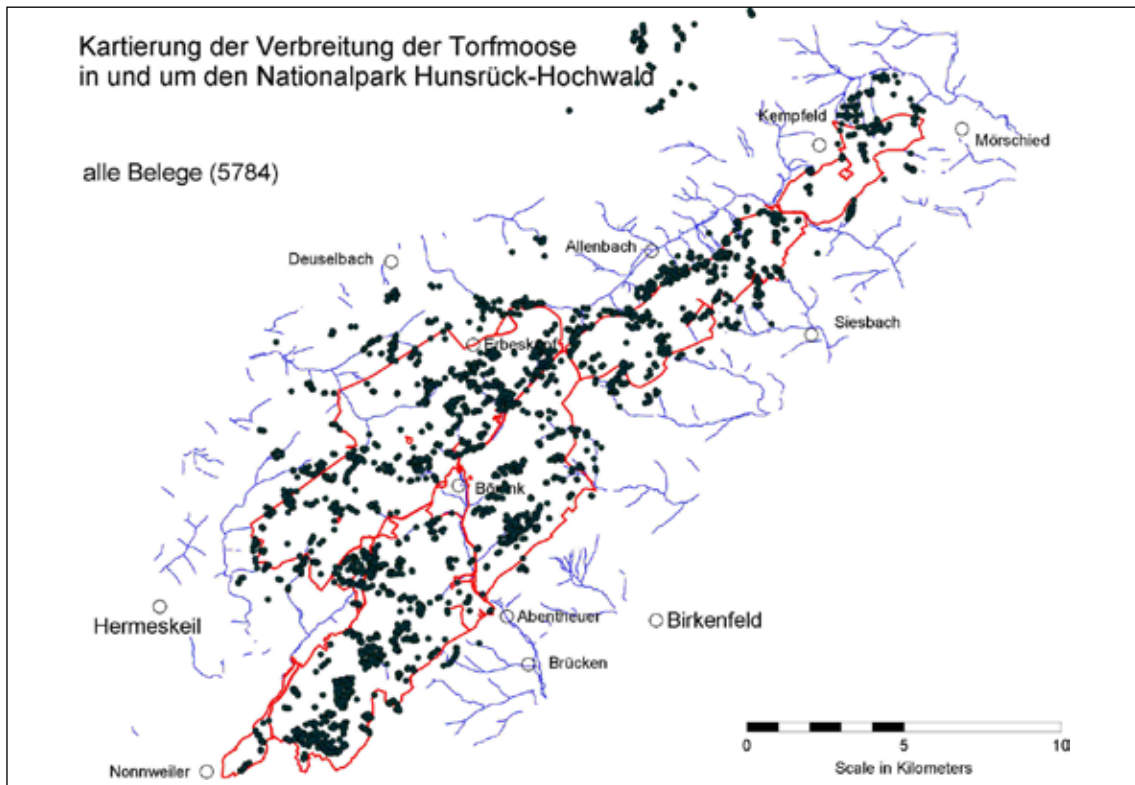 Kartierung der Verbreitung der Torfmoose
in und um den Nationalpark Hunsrück-Hochwald
alle Belege (5784)
Kempfeld
Mörschied
Allenbach
Deuselbach
Siesbach
Erbeskopf
Börfink
Hermeskeil
Abentheuer
Birkenfeld
Brücken
Nonnweiler
0 5 10
Scale in Kilometers